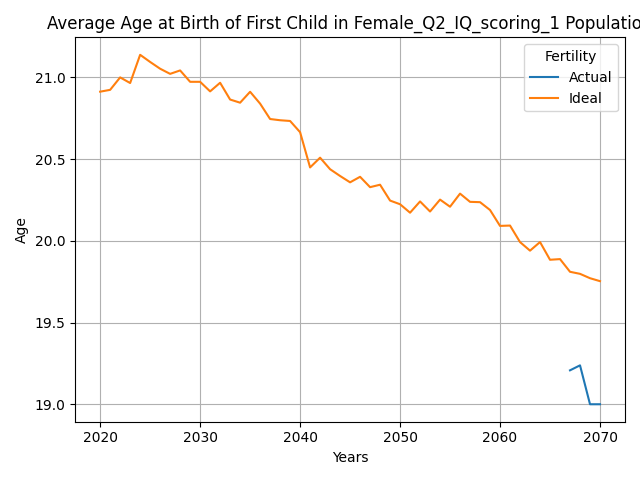 Average Age at Birth of First Child in Female_Q2_IQ_scoring_1 Populatio
Fertility
Actual
Ideal
21.0
20.5
20.0
19.5
19.0
Age
2020 2030 2040 2050 2060 2070
Years